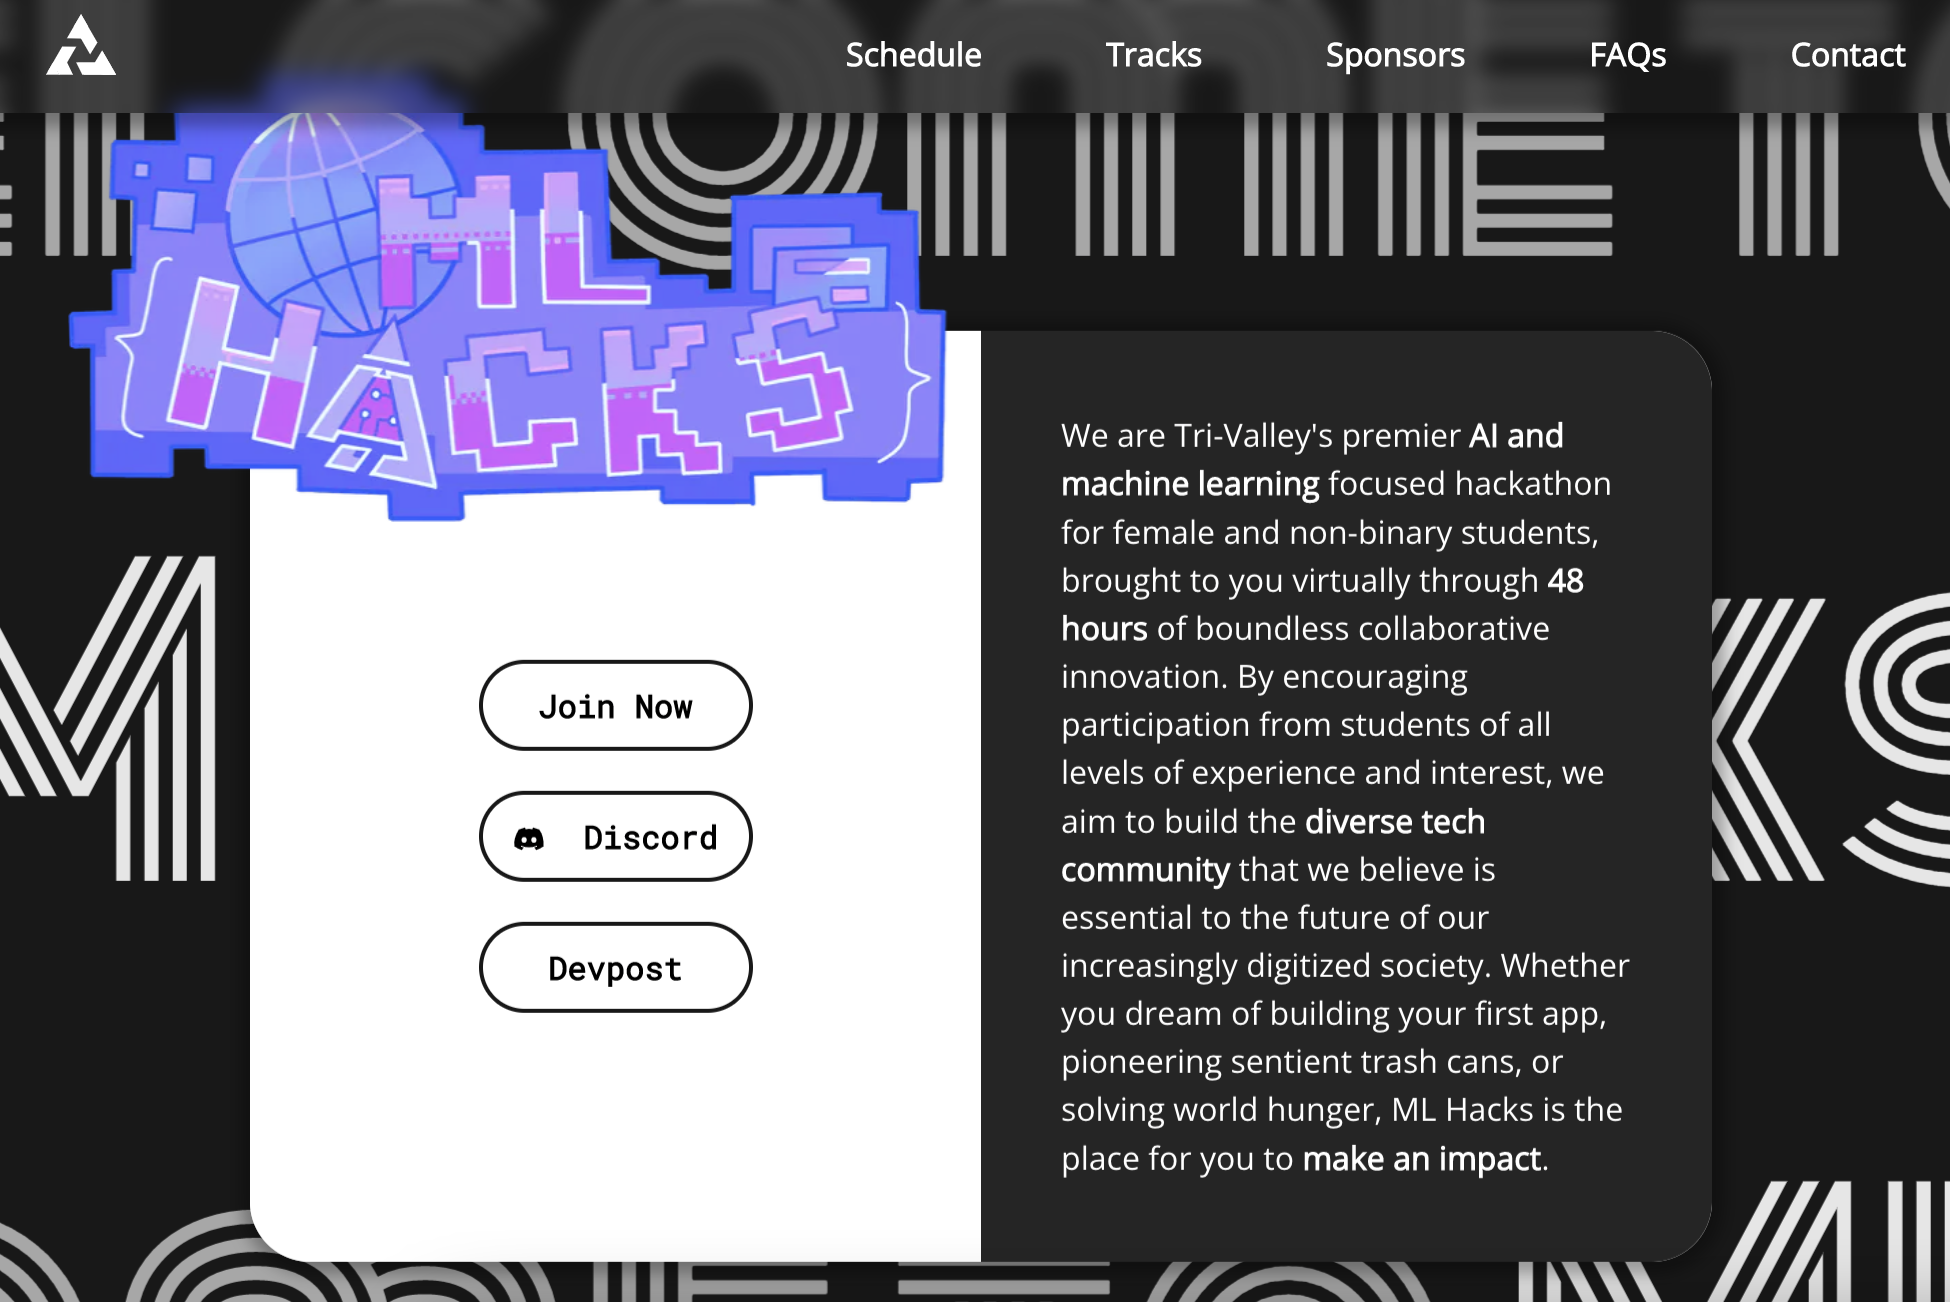 Schedule
Tracks
Sponsors
FAQs
Contact
ELCOME TO
ML
{HACKS}
We are Tri-Valley's premier AI and
machine learning focused hackathon
for female and non-binary students,
brought to you virtually through 48
hours of boundless collaborative
innovation. By encouraging
participation from students of all
levels of experience and interest, we
aim to build the diverse tech
community that we believe is
essential to the future of our
increasingly digitized society. Whether
you dream of building your first app,
pioneering sentient trash cans, or
solving world hunger, ML Hacks is the
place for you to make an impact.
Join Now
Discord
Devpost
M
KS